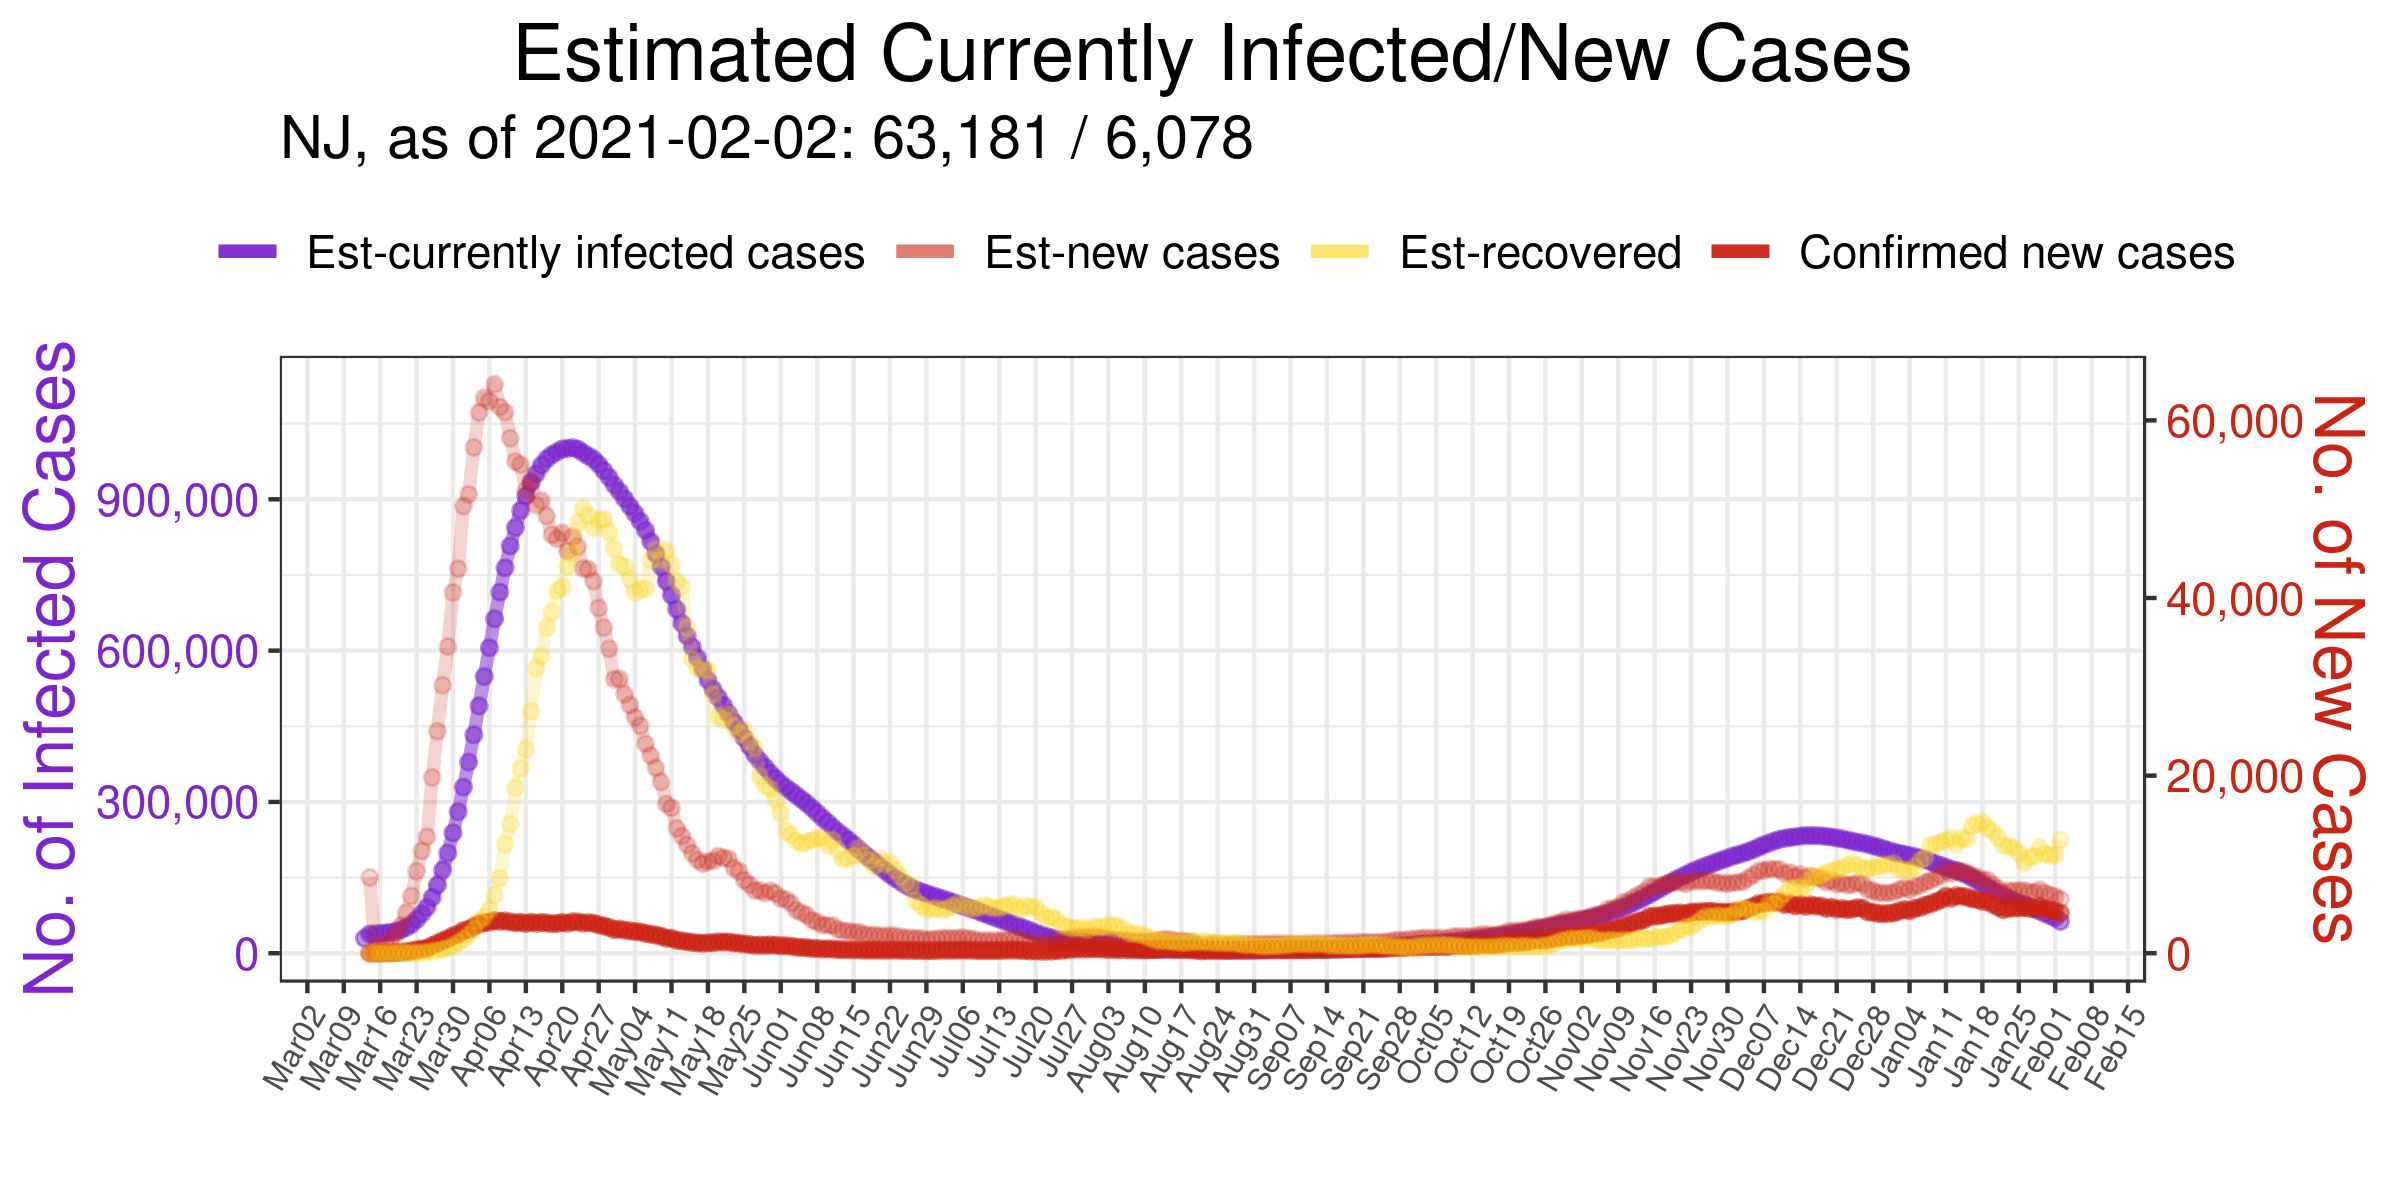 Estimated Currently Infected/New Cases
NJ, as of 2021-02-02: 63,181 / 6,078
Est-currently infected cases
Est-new cases
Est-recovered
Confirmed new cases
No. of Infected Cases
900,000
600,000
300,000
0
60,000
40,000
20,000
0
No. of New Cases
Mar02
Mar09
Mar16
Mar23
Mar30
Apr06
Apr13
Apr20
Apr27
May04
May11
May18
May25
Jun01
Jun08
Jun15
Jun22
Jun29
Jul06
Jul13
Jul20
Jul27
Aug03
Aug10
Aug17
Aug24
Aug31
Sep07
Sep14
Sep21
Sep28
Oct05
Oct12
Oct19
Oct26
Nov02
Nov09
Nov16
Nov23
Nov30
Dec07
Dec14
Dec21
Dec28
Jan04
Jan11
Jan18
Jan25
Feb01
Feb08
Feb15